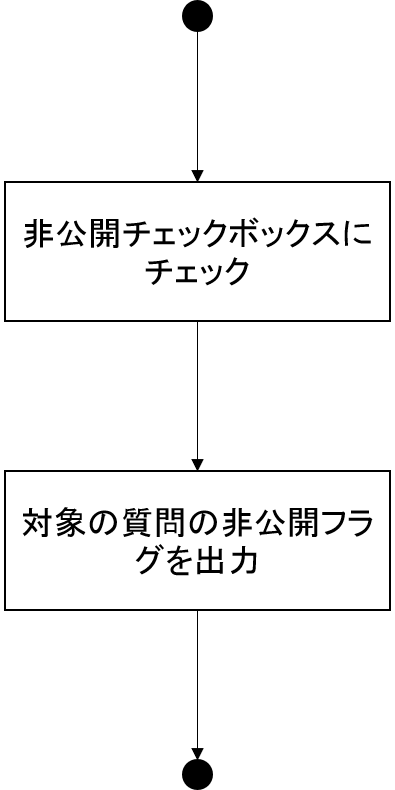 非公開チェックボックスに
チェック
対象の質問の非公開フラ
グを出力